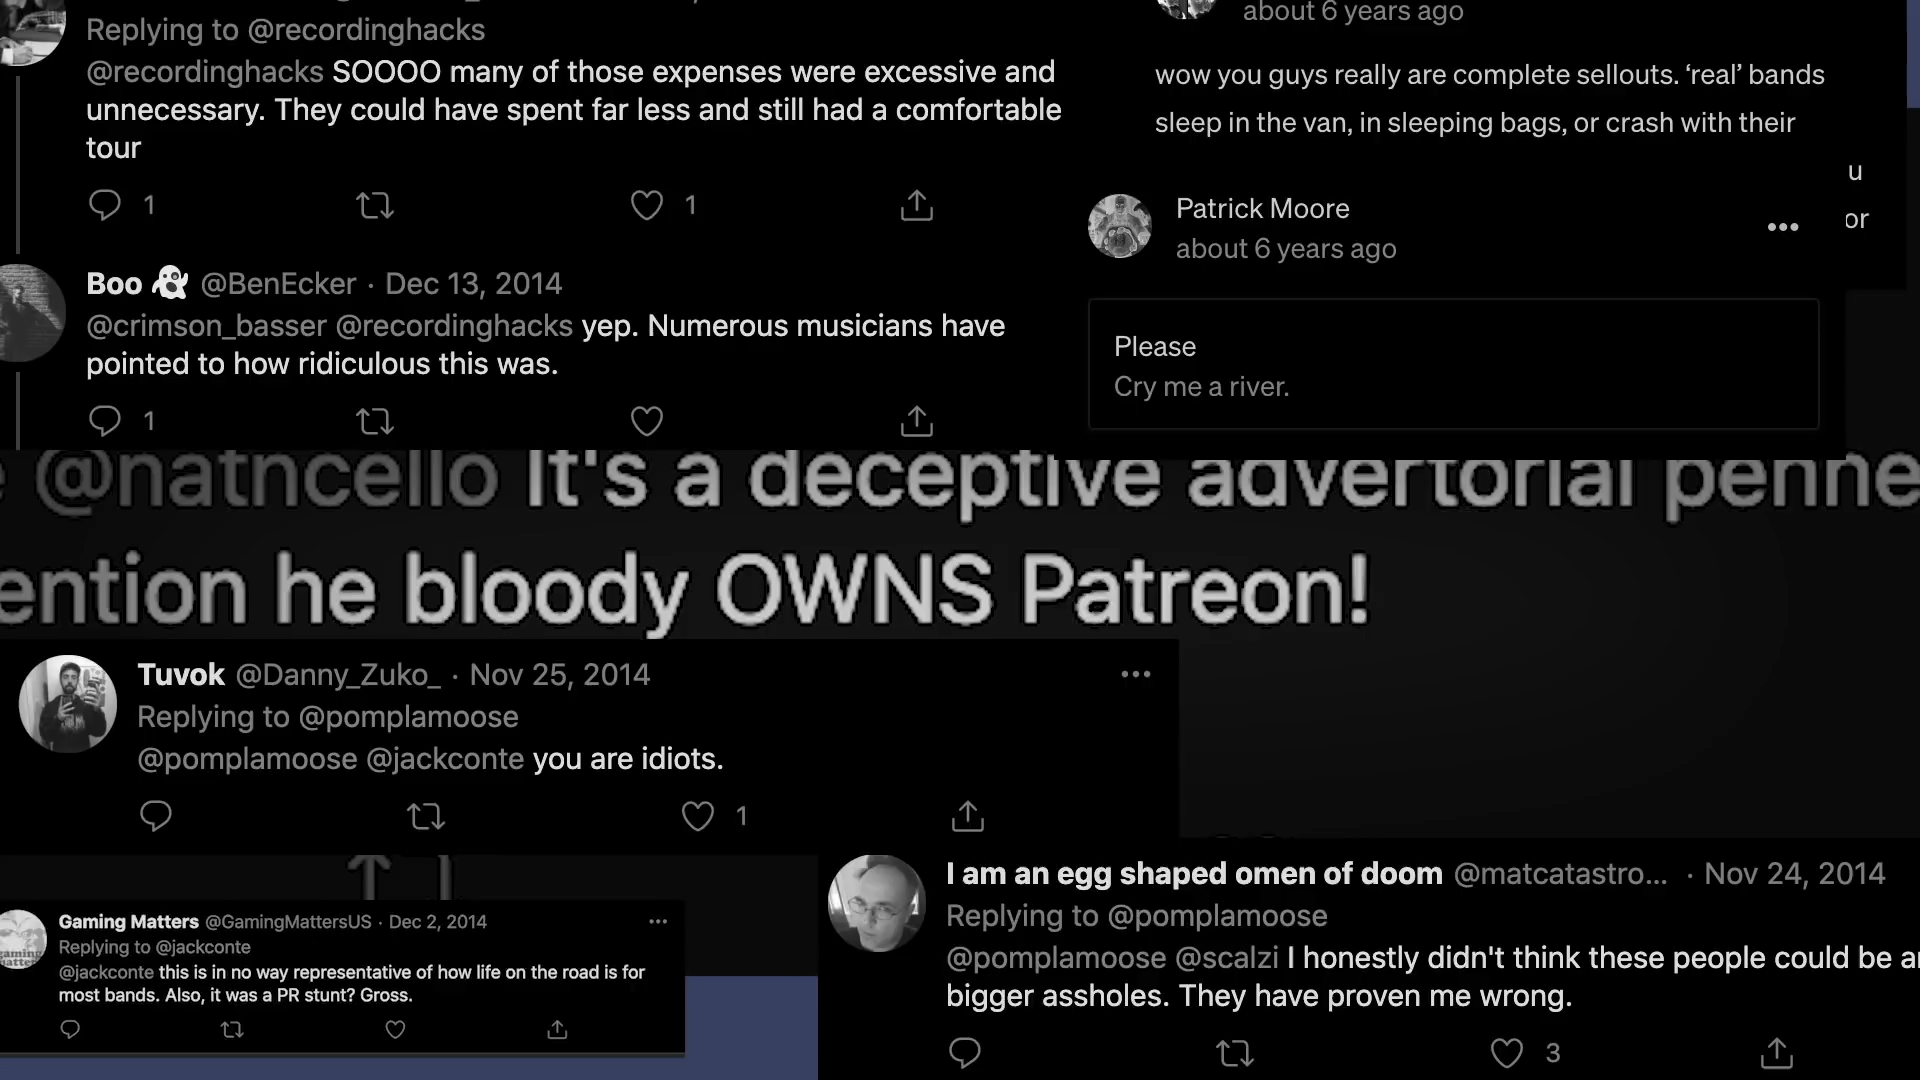 Replying to @recordinghacks
@recordinghacks SOOOO many of those expenses were excessive and
unnecessary. They could have spent far less and still had a comfortable
tour
1
1
Boo 👻 @BenEcker · Dec 13, 2014
@crimson_basser @recordinghacks yep. Numerous musicians have
pointed to how ridiculous this was.
1
about 6 years ago
wow you guys really are complete sellouts. ‘real’ bands
sleep in the van, in sleeping bags, or crash with their
u
or
Patrick Moore
about 6 years ago
Please
Cry me a river.
@natncello It's a deceptive advertorial penne
ention he bloody OWNS Patreon!
Tuvok @Danny_Zuko_ · Nov 25, 2014
Replying to @pomplamoose
@pomplamoose @jackconte you are idiots.
1
Gaming Matters @GamingMattersUS · Dec 2, 2014
Replying to @jackconte
@jackconte this is in no way representative of how life on the road is for
most bands. Also, it was a PR stunt? Gross.
I am an egg shaped omen of doom @matcatastro... · Nov 24, 2014
Replying to @pomplamoose
@pomplamoose @scalzi I honestly didn't think these people could be
bigger assholes. They have proven me wrong.
3